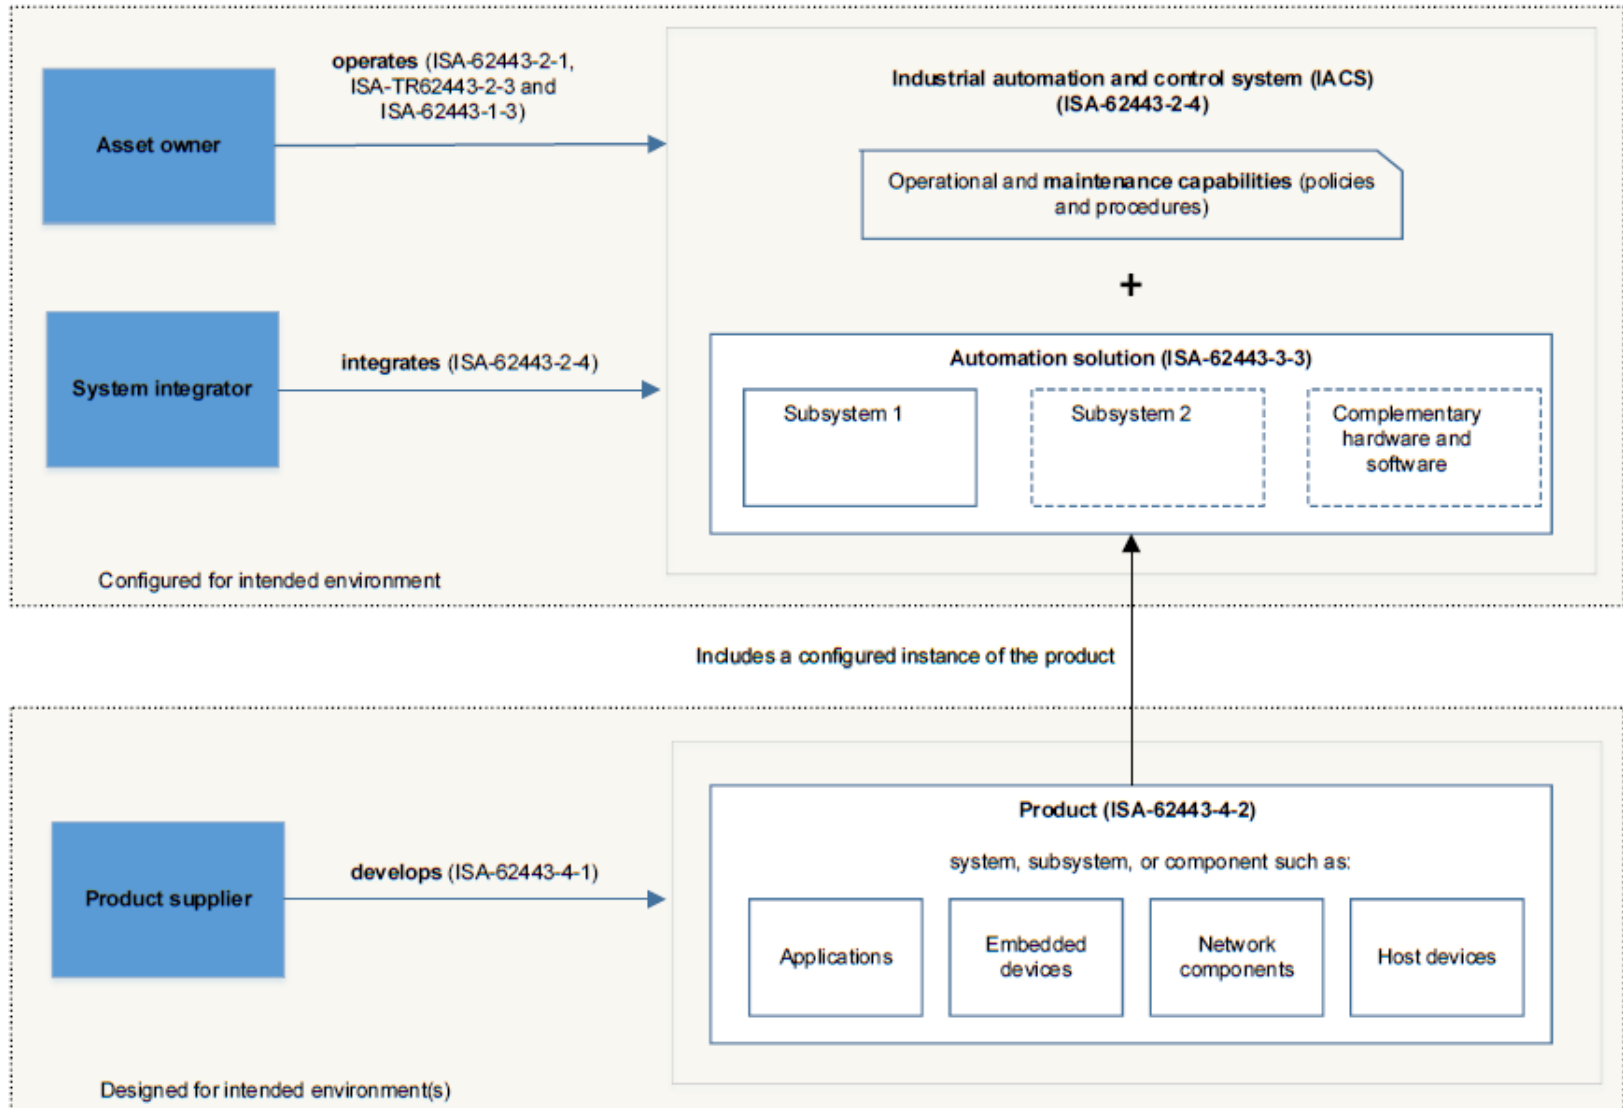 operates (ISA-62443-2-1,
ISA-TR62443-2-3 and
ISA-62443-1-3)
Asset owner
Industrial automation and control system (IACS)
(ISA-62443-2-4)
Operational and maintenance capabilities (policies
and procedures)
+
System integrator
integrates (ISA-62443-2-4)
Automation solution (ISA-62443-3-3)
Subsystem 1
Subsystem 2
Complementary
hardware and
software
Configured for intended environment
Includes a configured instance of the product
Product supplier
develops (ISA-62443-4-1)
Product (ISA-62443-4-2)
system, subsystem, or component such as:
Applications
Embedded
devices
Network
components
Host devices
Designed for intended environment(s)